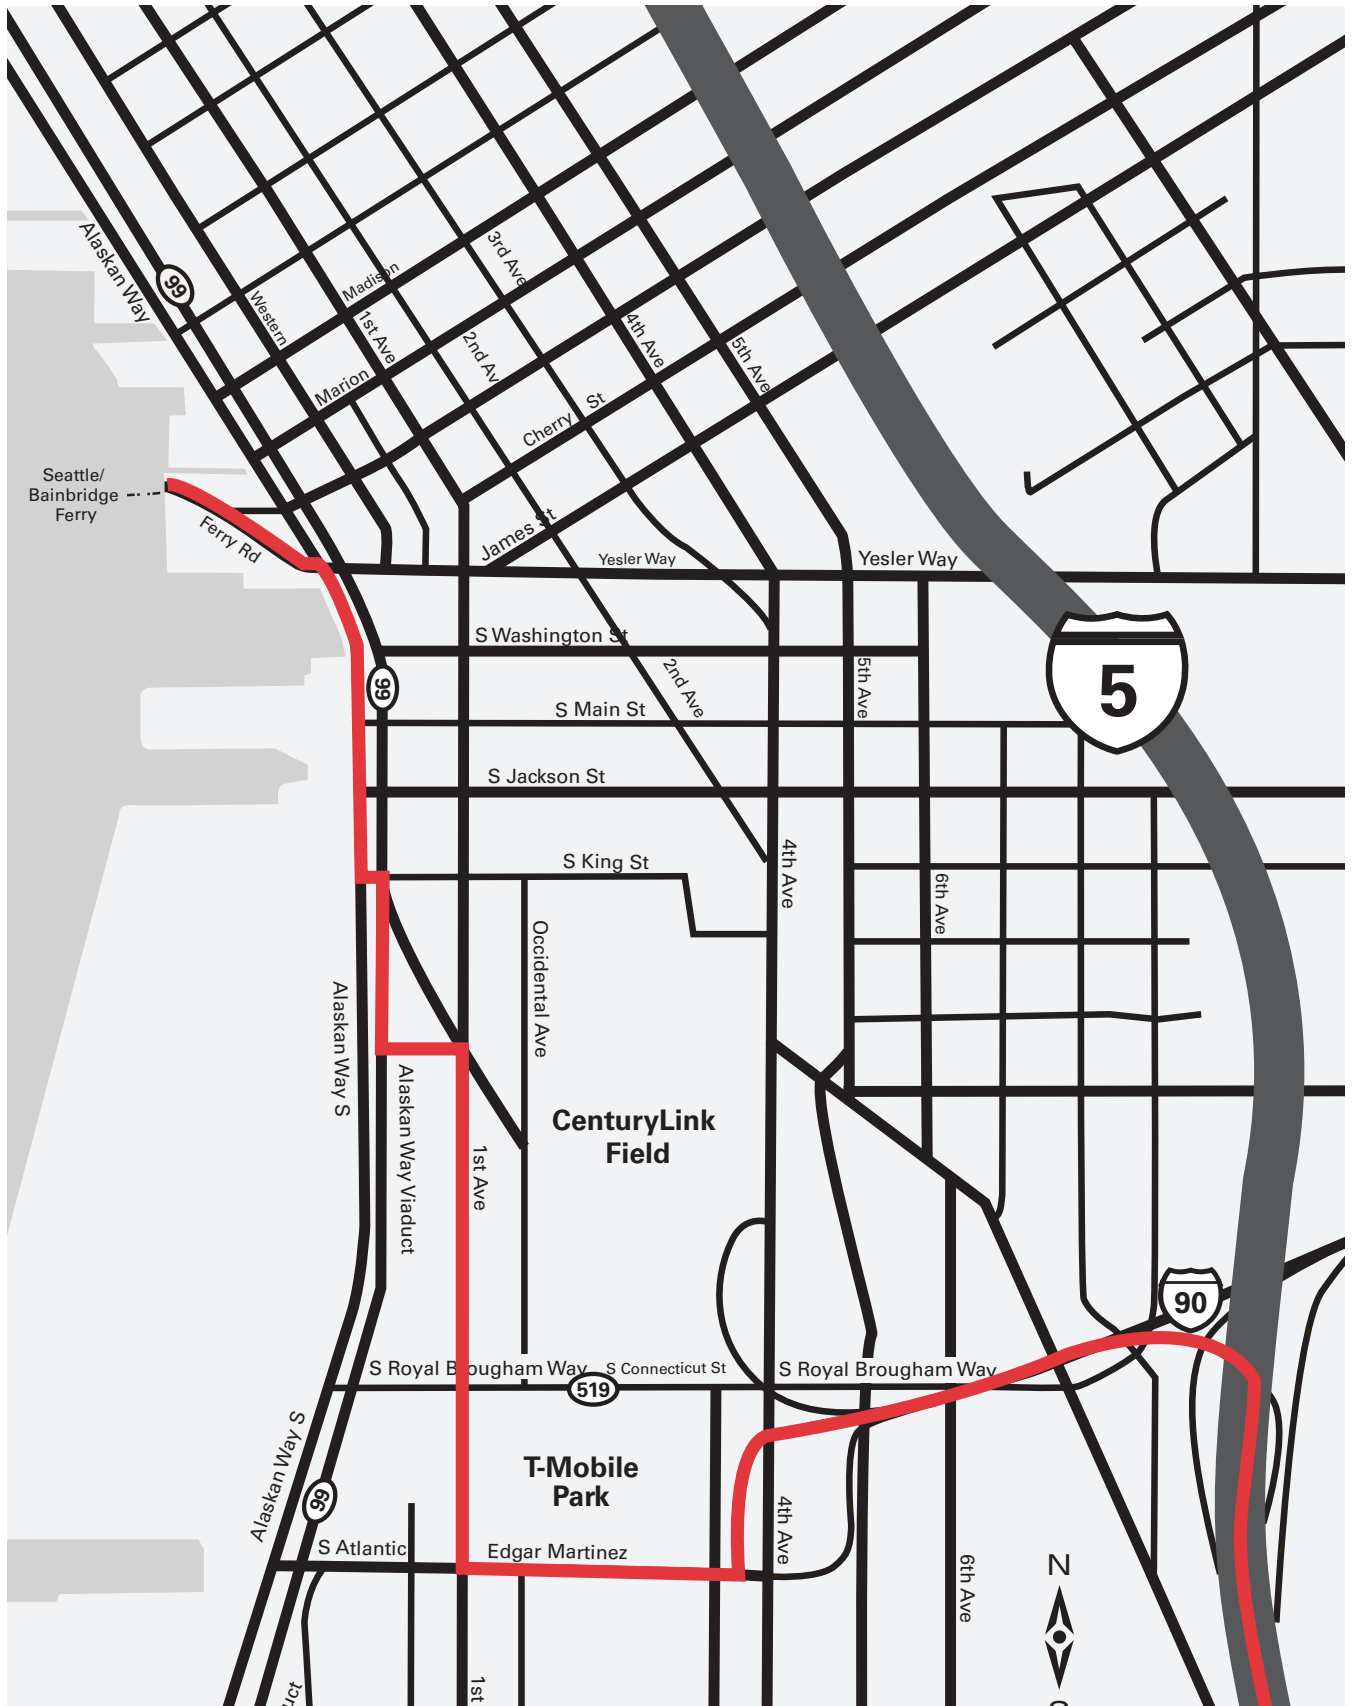 Alaskan Way
99
Western
Madison
1st Ave
Marion
3rd Ave
2nd Av
4th Ave
5th Ave
Cherry St
James St
Seattle/
Bainbridge
Ferry
Ferry Rd
Yesler Way
Yesler Way
S Washington St
2nd Ave
5th Ave
5
99
S Main St
S Jackson St
S King St
4th Ave
6th Ave
Occidental Ave
Alaskan Way S
Alaskan Way Viaduct
CenturyLink
Field
1st Ave
90
S Royal Brougham Way
S Connecticut St
S Royal Brougham Way
519
Alaskan Way S
99
T-Mobile
Park
4th Ave
S Atlantic
Edgar Martinez
6th Ave
N
1st
uct